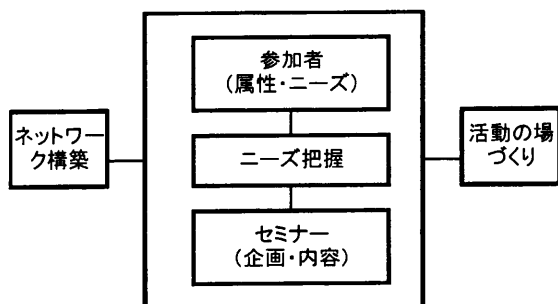 参加者
(属性・ニーズ)
ネットワー
ク構築
ニーズ把握
活動の場
づくり
セミナー
(企画・内容)